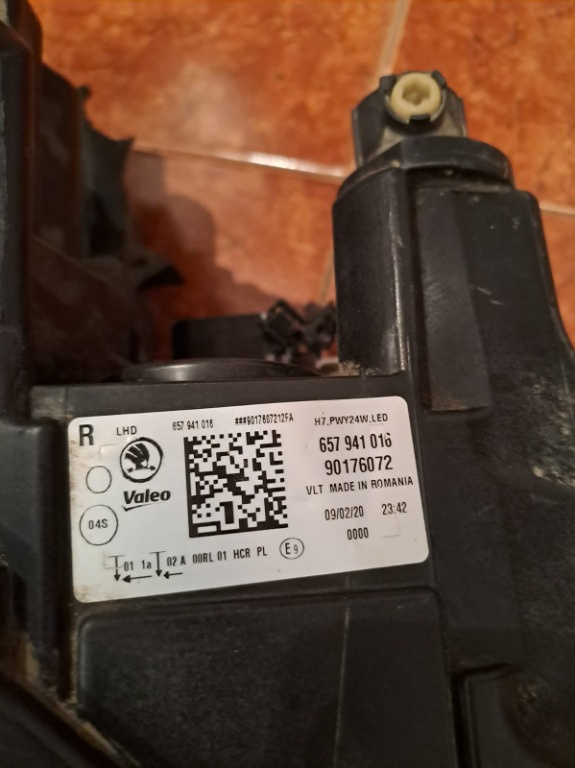 R LHD 657 941 016 ###9017607212FA H7,PWY24W,LED
657 941 016
90176072
Valeo
VLT MADE IN ROMANIA
04S
09/02/20 23:42
0000
01 1a 02 A 00RL 01 HCR PL E9